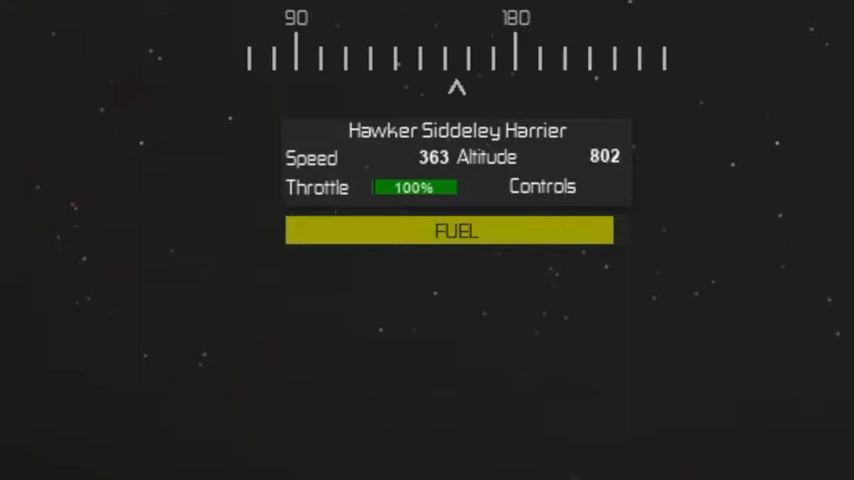 90 180
Hawker Siddeley Harrier
Speed 363 Altitude 802
Throttle 100% Controls
FUEL